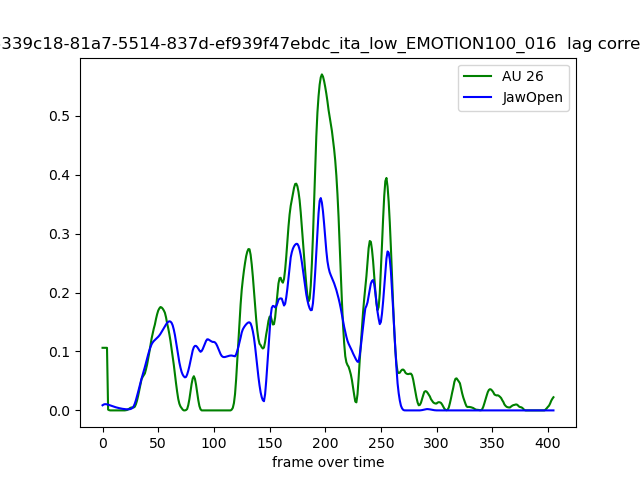 339c18-81a7-5514-837d-ef939f47ebdc_ita_low_EMOTION100_016 lag corre
AU 26
JawOpen
0.5
0.4
0.3
0.2
0.1
0.0
0 50 100 150 200 250 300 350 400
frame over time